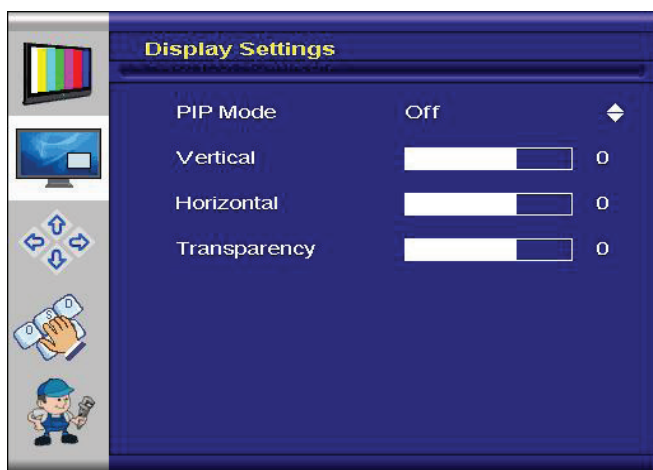 Display Settings
PIP Mode Off
Vertical 0
Horizontal 0
Transparency 0
O S D